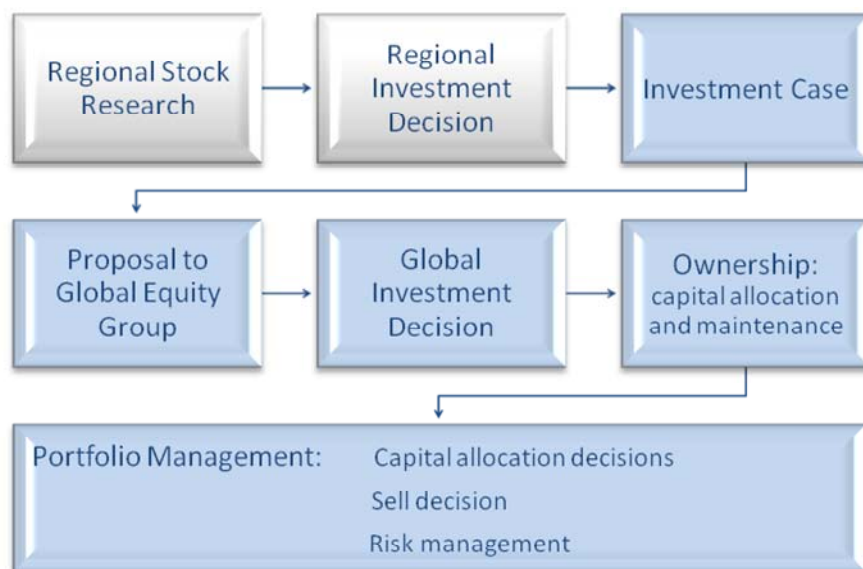 Regional Stock
Research
Regional
Investment
Decision
Investment Case
Proposal to
Global Equity
Group
Global
Investment
Decision
Ownership:
capital allocation
and maintenance
Portfolio Management: Capital allocation decisions
Sell decision
Risk management